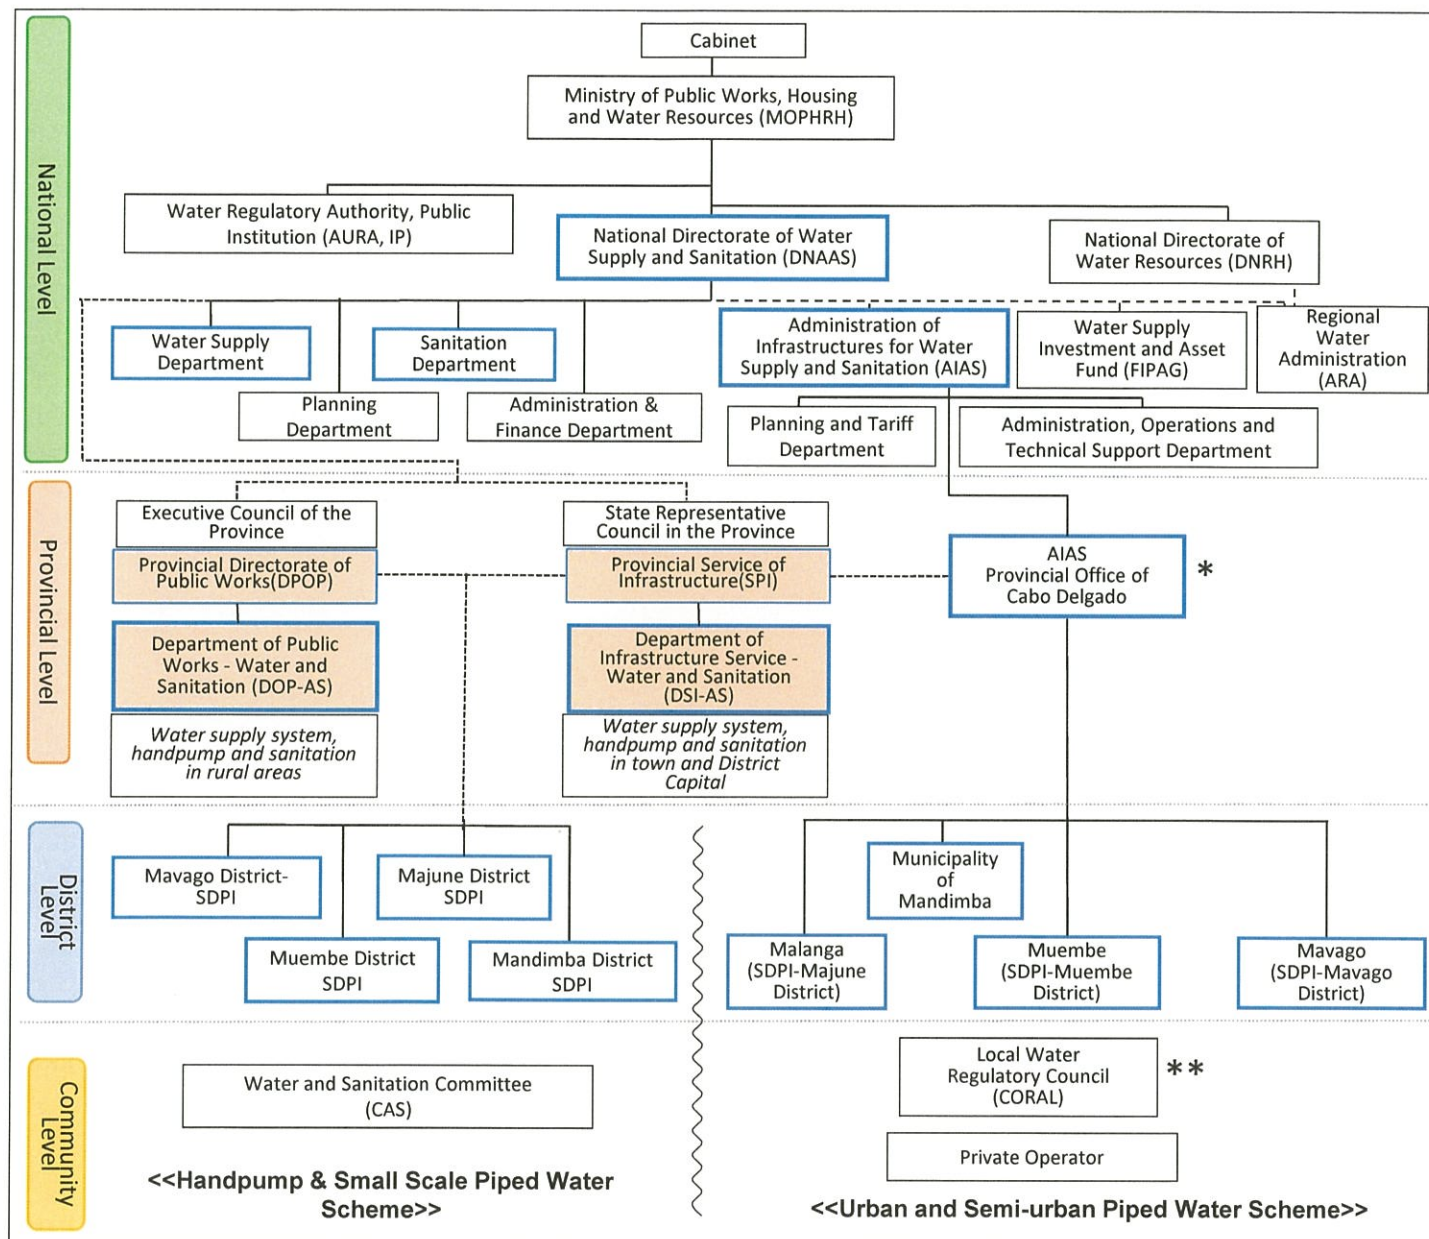 National Level
Cabinet
Ministry of Public Works, Housing
and Water Resources (MOPHRH)
Water Regulatory Authority, Public
Institution (AURA, IP)
National Directorate of Water
Supply and Sanitation (DNAAS)
National Directorate of
Water Resources (DNRH)
Water Supply
Department
Sanitation
Department
Administration of
Infrastructures for Water
Supply and Sanitation (AIAS)
Water Supply
Investment and Asset
Fund (FIPAG)
Regional
Water
Administration
(ARA)
Planning
Department
Administration &
Finance Department
Planning and Tariff
Department
Administration, Operations and
Technical Support Department
Provincial Level
Executive Council of the
Province
State Representative
Council in the Province
Provincial Directorate of
Public Works(DPOP)
Provincial Service of
Infrastructure(SPI)
AIAS
Provincial Office of
Cabo Delgado
*
Department of Public
Works - Water and
Sanitation (DOP-AS)
Department of
Infrastructure Service -
Water and Sanitation
(DSI-AS)
Water supply system,
handpump and sanitation
in rural areas
Water supply system,
handpump and sanitation
in town and District
Capital
District
Level
Mavago District-
SDPI
Majune District
SDPI
Muembe District
SDPI
Mandimba District
SDPI
Municipality
of
Mandimba
Malanga
(SDPI-Majune
District)
Muembe
(SDPI-Muembe
District)
Mavago
(SDPI-Mavago
District)
Community
Level
Water and Sanitation Committee
(CAS)
Local Water
Regulatory Council
(CORAL)
**
Private Operator
<<Handpump & Small Scale Piped Water
Scheme>>
<<Urban and Semi-urban Piped Water Scheme>>